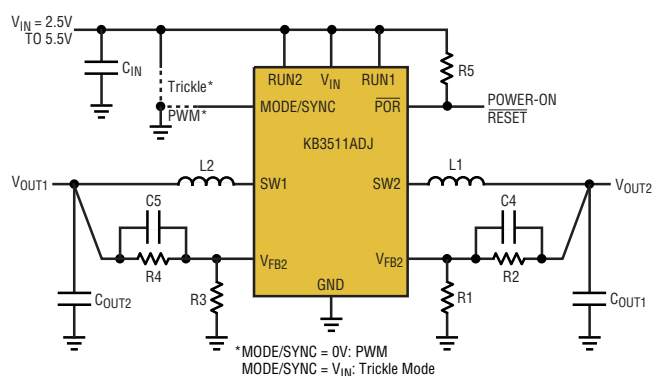 VIN = 2.5V
TO 5.5V
CIN
Trickle*
PWM*
RUN2 VIN RUN1
R5
MODE/SYNC POR
POWER-ON
RESET
KB3511ADJ
VOUT1 L2 SW1 SW2 L1 VOUT2
C5 C4
R4 VFB2 VFB2 R2
R3 GND R1
COUT2 COUT1
*MODE/SYNC = 0V: PWM
MODE/SYNC = VIN: Trickle Mode